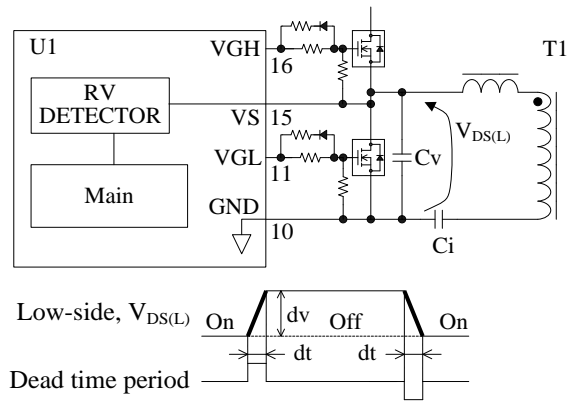 U1
T1
VGH
16
RV
DETECTOR
VS
15
VDS(L)
VGL
11
Cv
Main
GND
10
Ci
Low-side, VDS(L)
On
dv
Off
On
dt
dt
Dead time period